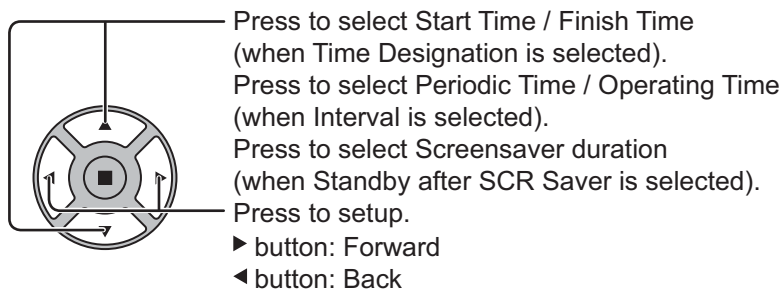 Press to select Start Time / Finish Time
(when Time Designation is selected).
Press to select Periodic Time / Operating Time
(when Interval is selected).
Press to select Screensaver duration
(when Standby after SCR Saver is selected).
Press to setup.
▶ button: Forward
◀ button: Back